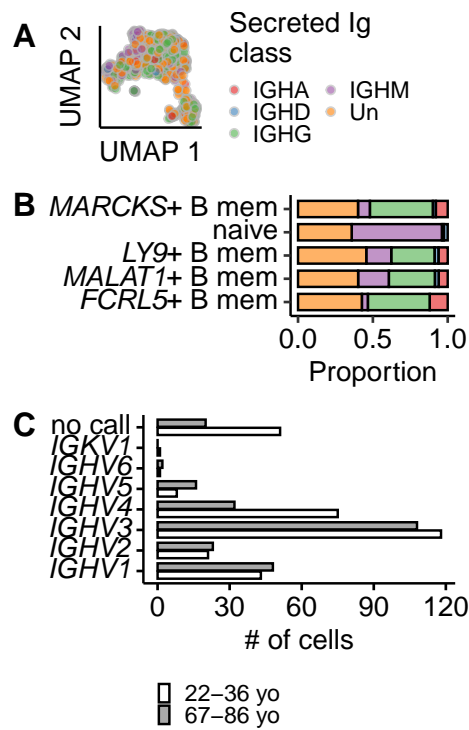 A
UMAP 2
UMAP 1
Secreted Ig
class
IGHA
IGHM
IGHD
Un
IGHG
B
MARCKS+ B mem
naive
LY9+ B mem
MALAT1+ B mem
FCRL5+ B mem
0.0 0.5 1.0
Proportion
C
no call
IGKV1
IGHV6
IGHV5
IGHV4
IGHV3
IGHV2
IGHV1
0 30 60 90 120
# of cells
22–36 yo
67–86 yo